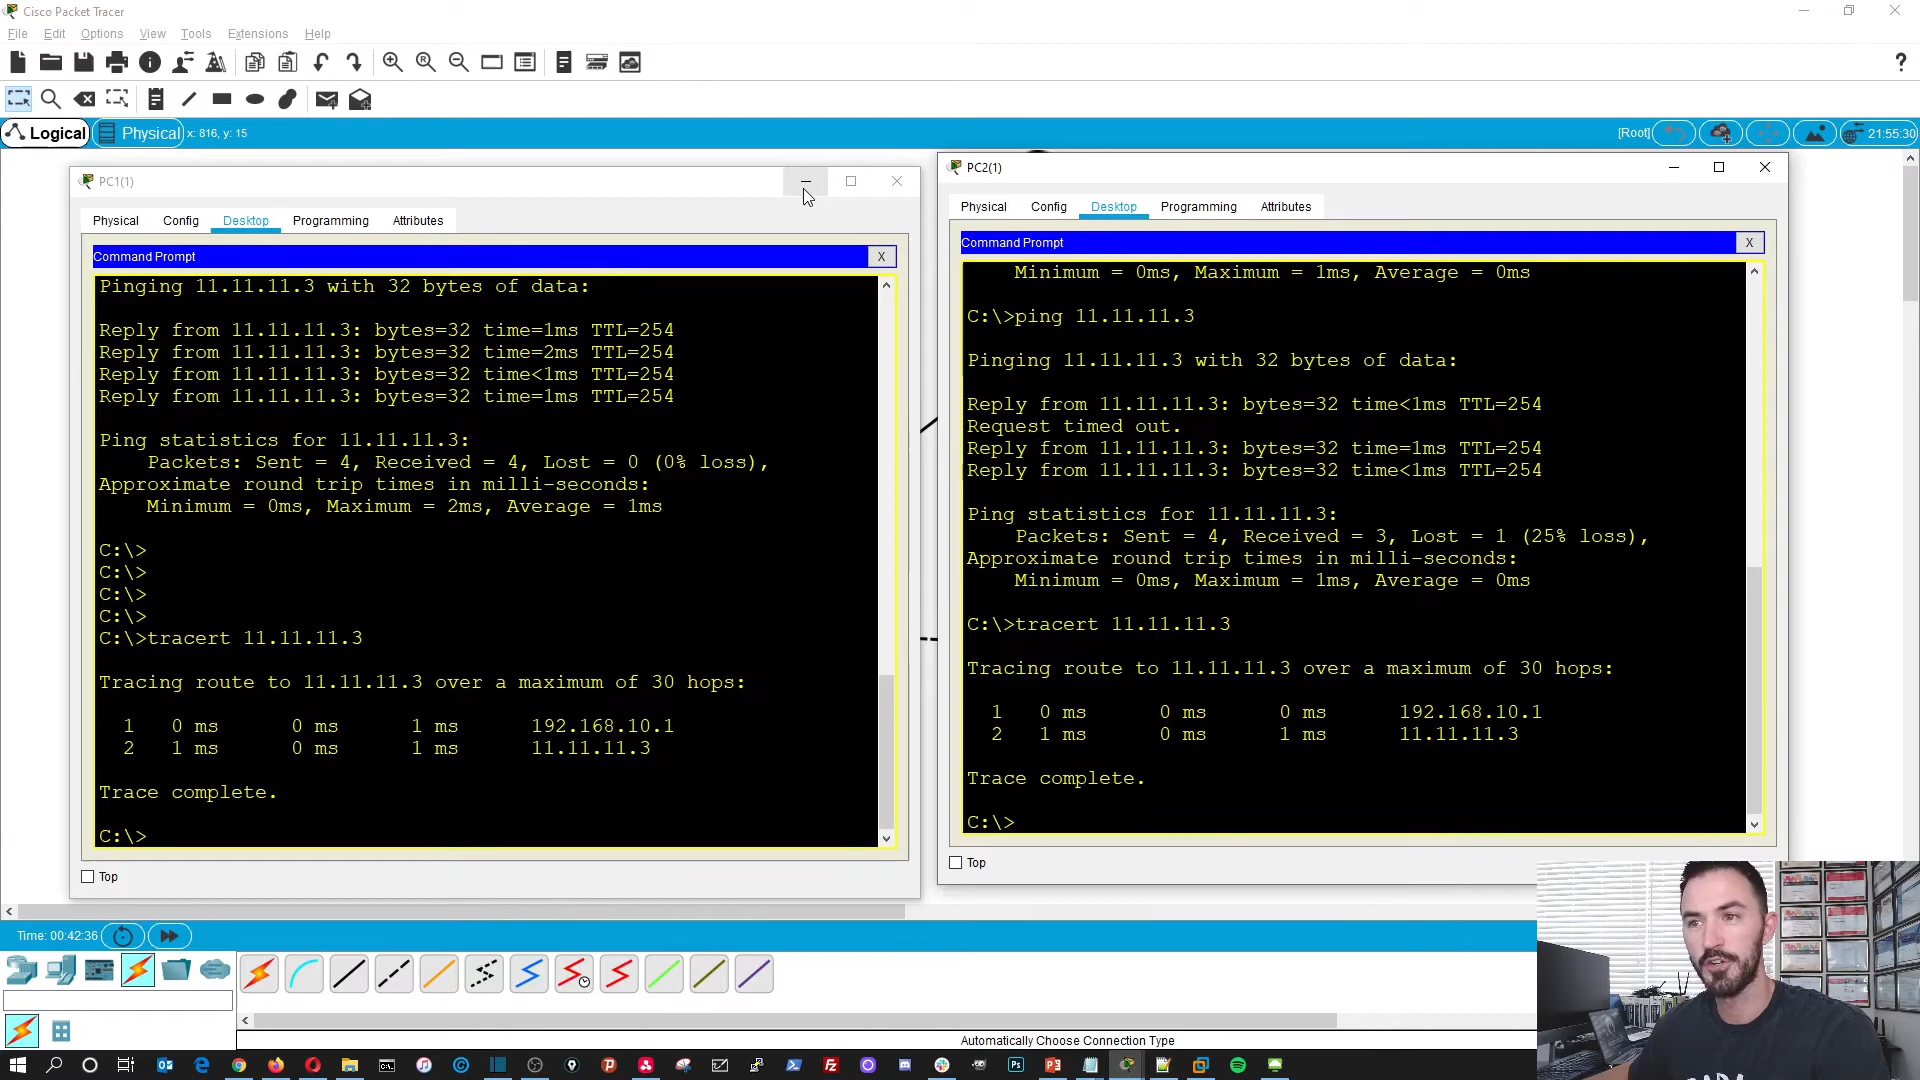 Cisco Packet Tracer
File Edit Options View Tools Extensions Help
Logical Physical x: 816, y: 15 [Root] 21:55:30
PC1(1)
Physical Config Desktop Programming Attributes
Command Prompt X
Pinging 11.11.11.3 with 32 bytes of data:
Reply from 11.11.11.3: bytes=32 time=1ms TTL=254
Reply from 11.11.11.3: bytes=32 time=2ms TTL=254
Reply from 11.11.11.3: bytes=32 time<1ms TTL=254
Reply from 11.11.11.3: bytes=32 time=1ms TTL=254
Ping statistics for 11.11.11.3:
Packets: Sent = 4, Received = 4, Lost = 0 (0% loss),
Approximate round trip times in milli-seconds:
Minimum = 0ms, Maximum = 2ms, Average = 1ms
C:\>
C:\>
C:\>
C:\>
C:\>tracert 11.11.11.3
Tracing route to 11.11.11.3 over a maximum of 30 hops:
1 0 ms 0 ms 1 ms 192.168.10.1
2 1 ms 0 ms 1 ms 11.11.11.3
Trace complete.
C:\>
Top
PC2(1)
Physical Config Desktop Programming Attributes
Command Prompt X
Minimum = 0ms, Maximum = 1ms, Average = 0ms
C:\>ping 11.11.11.3
Pinging 11.11.11.3 with 32 bytes of data:
Reply from 11.11.11.3: bytes=32 time<1ms TTL=254
Request timed out.
Reply from 11.11.11.3: bytes=32 time=1ms TTL=254
Reply from 11.11.11.3: bytes=32 time<1ms TTL=254
Ping statistics for 11.11.11.3:
Packets: Sent = 4, Received = 3, Lost = 1 (25% loss),
Approximate round trip times in milli-seconds:
Minimum = 0ms, Maximum = 1ms, Average = 0ms
C:\>tracert 11.11.11.3
Tracing route to 11.11.11.3 over a maximum of 30 hops:
1 0 ms 0 ms 0 ms 192.168.10.1
2 1 ms 0 ms 1 ms 11.11.11.3
Trace complete.
C:\>
Top
Time: 00:42:36
Automatically Choose Connection Type